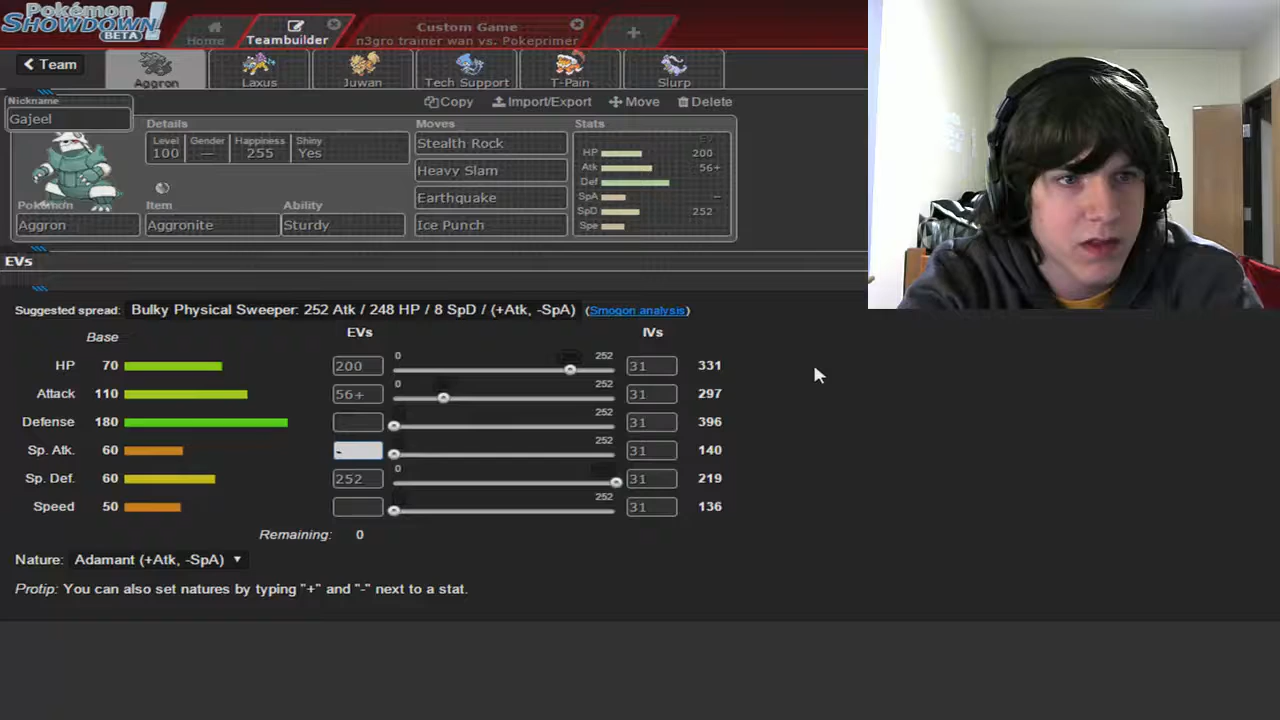 Pokémon
SHOWDOWN!
BETA
Home
Teambuilder
Custom Game
n3gro trainer wan vs. Pokeprimer
+
< Team
Aggron
Laxus
Juwan
Tech Support
T-Pain
Slurp
Nickname
Gajeel
Copy
Import/Export
Move
Delete
Details
Moves
Stats
EV
Level
Gender
Happiness
Shiny
100
—
255
Yes
Stealth Rock
Heavy Slam
Earthquake
Ice Punch
HP 200
Atk 56+
Def
SpA –
SpD 252
Spe
Pokémon
Item
Ability
Aggron
Aggronite
Sturdy
EVs
Suggested spread: Bulky Physical Sweeper: 252 Atk / 248 HP / 8 SpD / (+Atk, -SpA) (Smogon analysis)
Base
EVs
IVs
HP 70 200 0 252 31 331
Attack 110 56+ 0 252 31 297
Defense 180 0 252 31 396
Sp. Atk. 60 - 0 252 31 140
Sp. Def. 60 252 0 31 219
Speed 50 0 252 31 136
Remaining: 0
Nature: Adamant (+Atk, -SpA)
Protip: You can also set natures by typing "+" and "-" next to a stat.